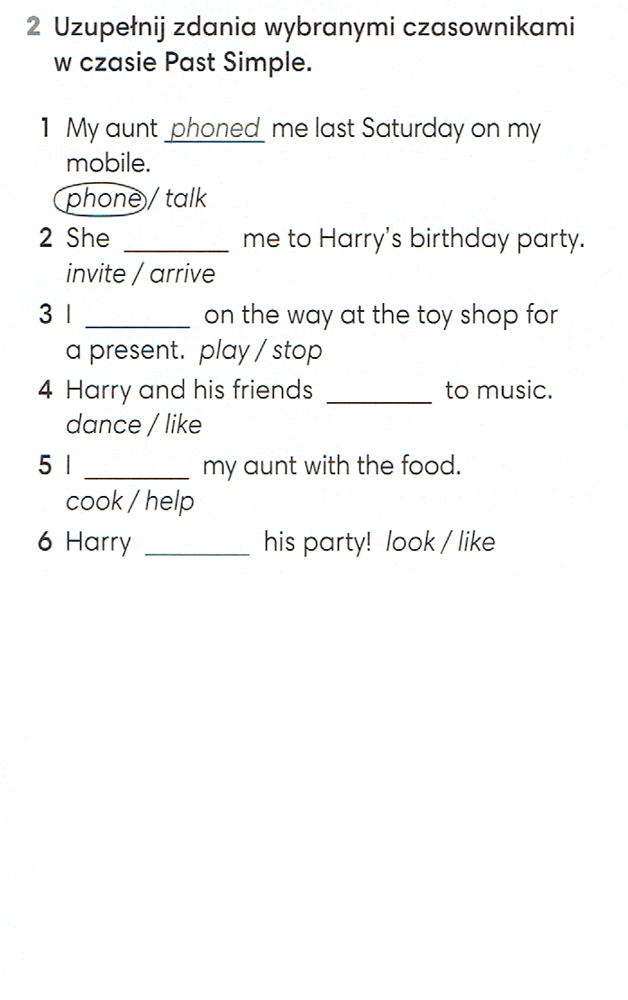 2 Uzupełnij zdania wybranymi czasownikami
w czasie Past Simple.
1 My aunt phoned me last Saturday on my
mobile.
phone / talk
2 She ________ me to Harry's birthday party.
invite / arrive
3 I ________ on the way at the toy shop for
a present. play / stop
4 Harry and his friends ________ to music.
dance / like
5 I ________ my aunt with the food.
cook / help
6 Harry ________ his party! look / like